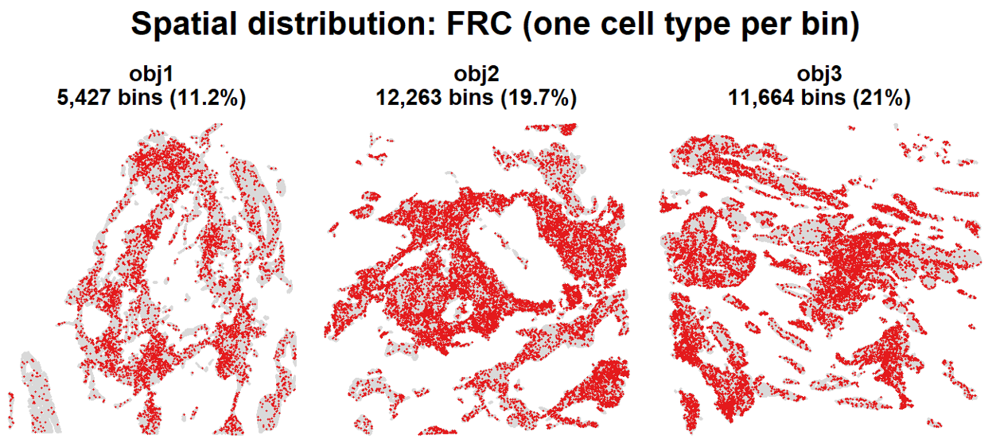 Spatial distribution: FRC (one cell type per bin)
obj1
5,427 bins (11.2%)
obj2
12,263 bins (19.7%)
obj3
11,664 bins (21%)